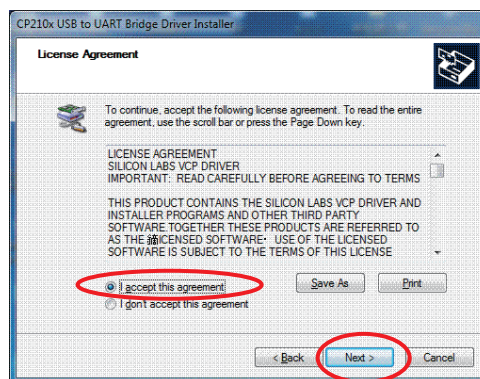 CP210x USB to UART Bridge Driver Installer
License Agreement
To continue, accept the following license agreement. To read the entire
agreement, use the scroll bar or press the Page Down key.
LICENSE AGREEMENT
SILICON LABS VCP DRIVER
IMPORTANT: READ CAREFULLY BEFORE AGREEING TO TERMS
THIS PRODUCT CONTAINS THE SILICON LABS VCP DRIVER AND
INSTALLER PROGRAMS AND OTHER THIRD PARTY
SOFTWARE.TOGETHER THESE PRODUCTS ARE REFERRED TO
AS THE ICENSED SOFTWARE· USE OF THE LICENSED
SOFTWARE IS SUBJECT TO THE TERMS OF THIS LICENSE
I accept this agreement
Save As
Print
I don't accept this agreement
< Back
Next >
Cancel